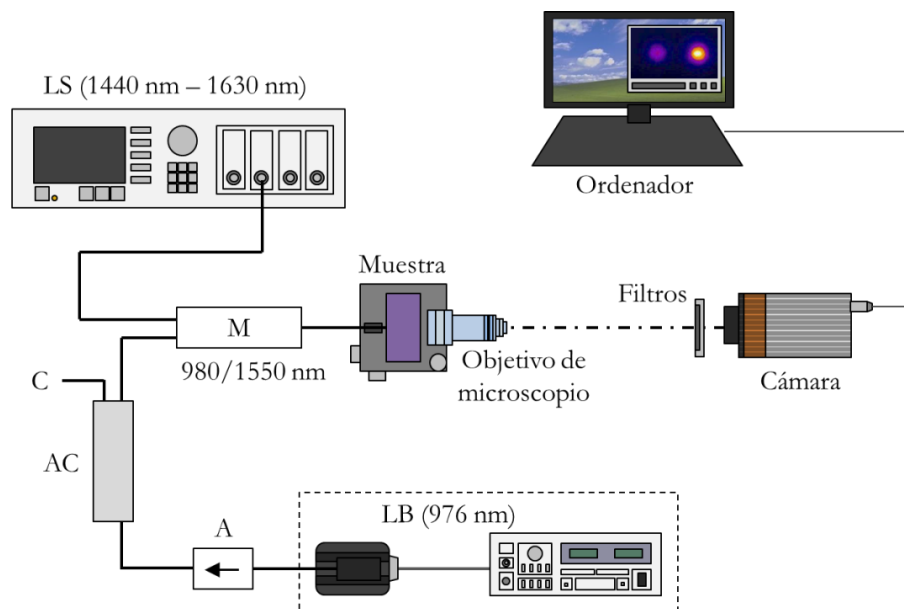 LS (1440 nm – 1630 nm)
Ordenador
Muestra
Filtros
M
980/1550 nm
Objetivo de
microscopio
Cámara
C
AC
A
LB (976 nm)